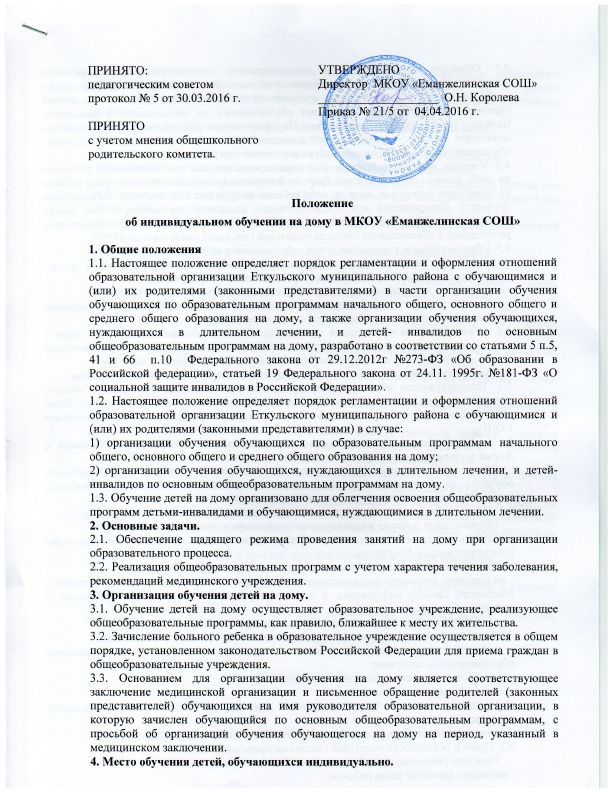 ПРИНЯТО:
педагогическим советом
протокол № 5 от 30.03.2016 г.
ПРИНЯТО
с учетом мнения общешкольного
родительского комитета.
УТВЕРЖДЕНО
Директор МКОУ «Еманжелинская СОШ»
О.Н. Королева
Приказ № 21/5 от 04.04.2016 г.
Положение
об индивидуальном обучении на дому в МКОУ «Еманжелинская СОШ»
1. Общие положения
1.1. Настоящее положение определяет порядок регламентации и оформления отношений
образовательной организации Еткульского муниципального района с обучающимися и
(или) их родителями (законными представителями) в части организации обучения
обучающихся по образовательным программам начального общего, основного общего и
среднего общего образования на дому, а также организации обучения обучающихся,
нуждающихся в длительном лечении, и детей- инвалидов по основным
общеобразовательным программам на дому, разработано в соответствии со статьями 5 п.5,
41 и 66 п.10 Федерального закона от 29.12.2012г №273-ФЗ «Об образовании в
Российской федерации», статьей 19 Федерального закона от 24.11. 1995г. №181-ФЗ «О
социальной защите инвалидов в Российской Федерации».
1.2. Настоящее положение определяет порядок регламентации и оформления отношений
образовательной организации Еткульского муниципального района с обучающимися и
(или) их родителями (законными представителями) в случае:
1) организации обучения обучающихся по образовательным программам начального
общего, основного общего и среднего общего образования на дому;
2) организации обучения обучающихся, нуждающихся в длительном лечении, и детей-
инвалидов по основным общеобразовательным программам на дому.
1.3. Обучение детей на дому организовано для облегчения освоения общеобразовательных
программ детьми-инвалидами и обучающимися, нуждающимися в длительном лечении.
2. Основные задачи.
2.1. Обеспечение щадящего режима проведения занятий на дому при организации
образовательного процесса.
2.2. Реализация общеобразовательных программ с учетом характера течения заболевания,
рекомендаций медицинского учреждения.
3. Организация обучения детей на дому.
3.1. Обучение детей на дому осуществляет образовательное учреждение, реализующее
общеобразовательные программы, как правило, ближайшее к месту их жительства.
3.2. Зачисление больного ребенка в образовательное учреждение осуществляется в общем
порядке, установленном законодательством Российской Федерации для приема граждан в
общеобразовательные учреждения.
3.3. Основанием для организации обучения на дому является соответствующее
заключение медицинской организации и письменное обращение родителей (законных
представителей) обучающихся на имя руководителя образовательной организации, в
которую зачислен обучающийся по основным общеобразовательным программам, с
просьбой об организаций обучения обучающегося на дому на период, указанный в
медицинском заключении.
4. Место обучения детей, обучающихся индивидуально.